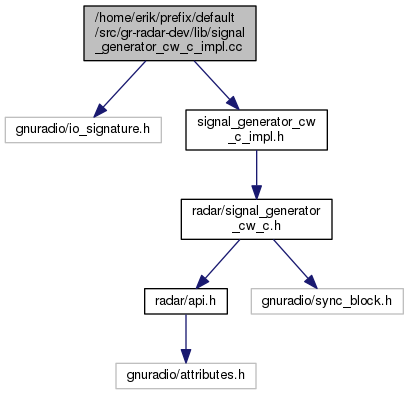 /home/erik/prefix/default
/src/gr-radar-dev/lib/signal
_generator_cw_c_impl.cc
gnuradio/io_signature.h
signal_generator_cw
_c_impl.h
radar/signal_generator
_cw_c.h
radar/api.h
gnuradio/sync_block.h
gnuradio/attributes.h